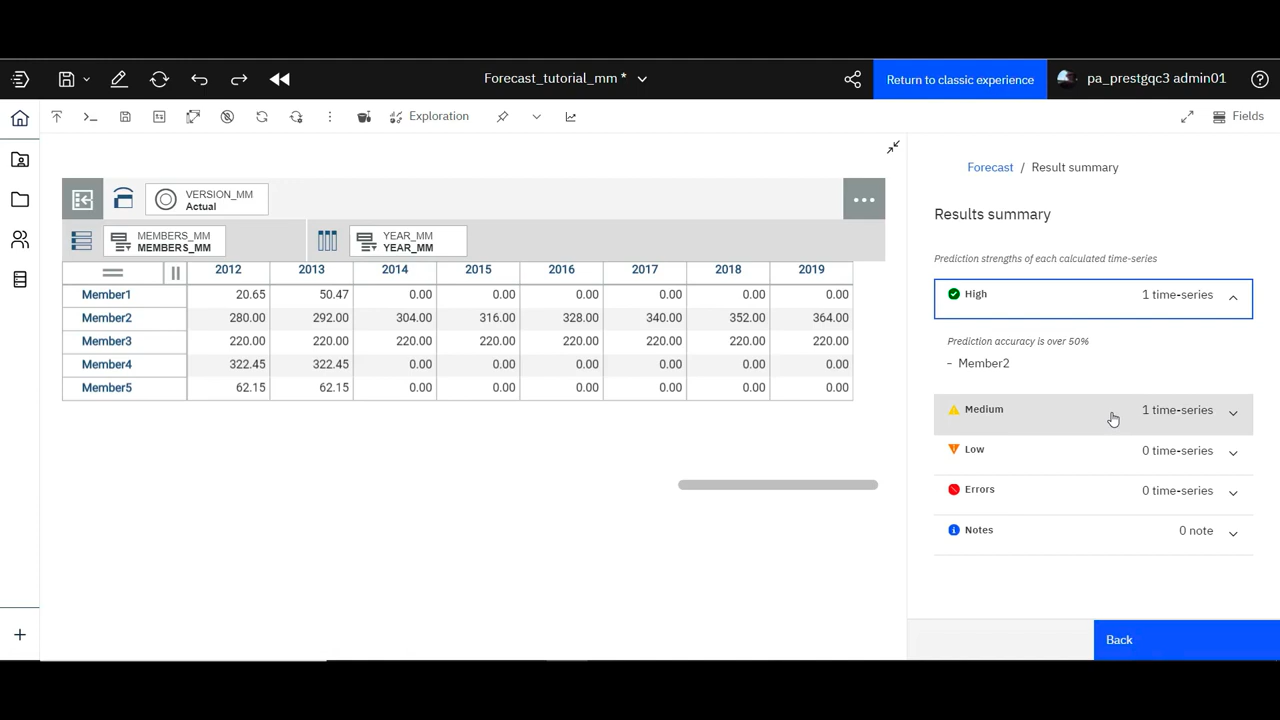 Forecast_tutorial_mm *
Return to classic experience
pa_prestgqc3 admin01
Exploration
Fields
VERSION_MM
Actual
MEMBERS_MM
MEMBERS_MM
YEAR_MM
YEAR_MM
2012 2013 2014 2015 2016 2017 2018 2019
Member1 20.65 50.47 0.00 0.00 0.00 0.00 0.00 0.00
Member2 280.00 292.00 304.00 316.00 328.00 340.00 352.00 364.00
Member3 220.00 220.00 220.00 220.00 220.00 220.00 220.00 220.00
Member4 322.45 322.45 0.00 0.00 0.00 0.00 0.00 0.00
Member5 62.15 62.15 0.00 0.00 0.00 0.00 0.00 0.00
Forecast / Result summary
Results summary
Prediction strengths of each calculated time-series
High 1 time-series
Prediction accuracy is over 50%
- Member2
Medium 1 time-series
Low 0 time-series
Errors 0 time-series
Notes 0 note
Back